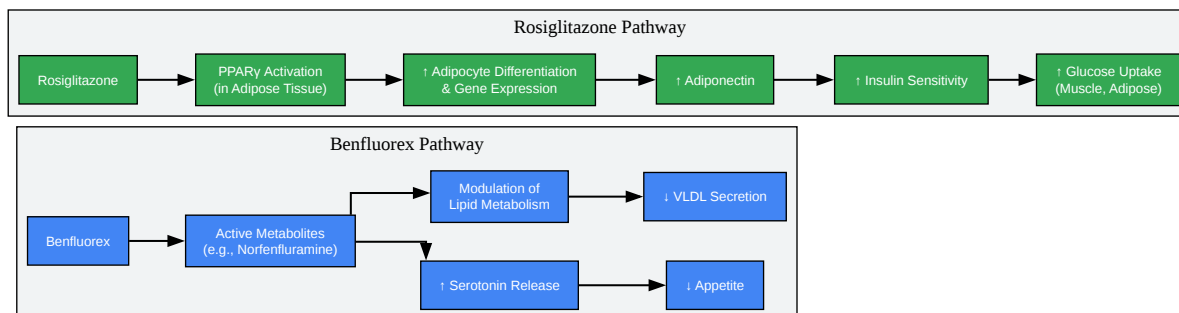 Rosiglitazone Pathway
Rosiglitazone
PPARγ Activation
(in Adipose Tissue)
↑ Adipocyte Differentiation
& Gene Expression
↑ Adiponectin
↑ Insulin Sensitivity
↑ Glucose Uptake
(Muscle, Adipose)
Benfluorex Pathway
Benfluorex
Active Metabolites
(e.g., Norfenfluramine)
Modulation of
Lipid Metabolism
↓ VLDL Secretion
↑ Serotonin Release
↓ Appetite